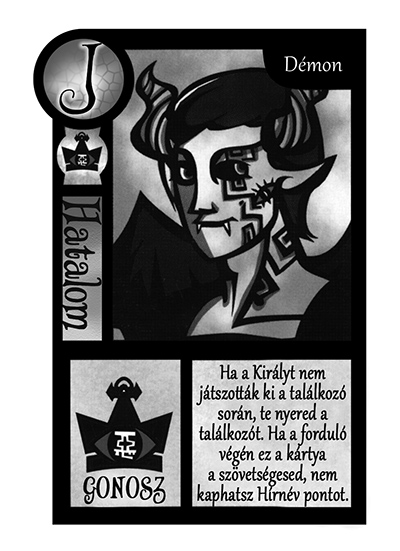 J
Démon
Hatalom
GONOSZ
Ha a Királyt nem
játszották ki a találkozó
során, te nyered a
találkozót. Ha a forduló
végén ez a kártya
a szövetségesed, nem
kaphatsz Hírnév pontot.